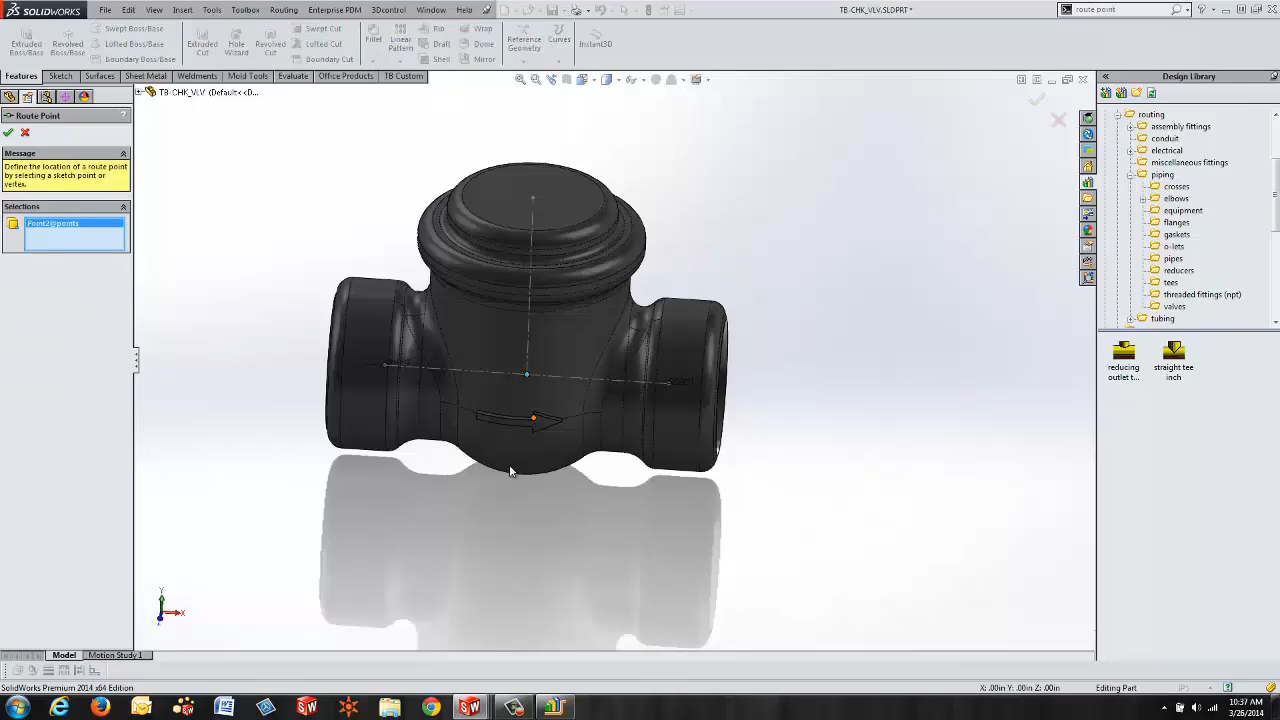 SOLIDWORKS File Edit View Insert Tools Toolbox Routing Enterprise PDM 3Dcontrol Window Help TB-CHK_VLV.SLDPRT * route point
Extruded Boss/Base
Revolved Boss/Base
Swept Boss/Base
Lofted Boss/Base
Boundary Boss/Base
Extruded Cut
Hole Wizard
Revolved Cut
Swept Cut
Lofted Cut
Boundary Cut
Fillet
Linear Pattern
Rib
Draft
Shell
Wrap
Dome
Mirror
Reference Geometry
Curves
Instant3D
Features Sketch Surfaces Sheet Metal Weldments Mold Tools Evaluate Office Products TB Custom
Route Point ?
Message
Define the location of a route point
by selecting a sketch point or
vertex.
Selections
Point2@points
TB-CHK_VLV (Default<<D...
Design Library
routing
assembly fittings
conduit
electrical
miscellaneous fittings
piping
crosses
elbows
equipment
flanges
gaskets
o-lets
pipes
reducers
tees
threaded fittings (npt)
valves
tubing
reducing
outlet t...
straight tee
inch
Y
X
Z
Model Motion Study 1
SolidWorks Premium 2014 x64 Edition X: .00in Y: .00in Z: .00in Editing Part IPS
10:37 AM
3/26/2014